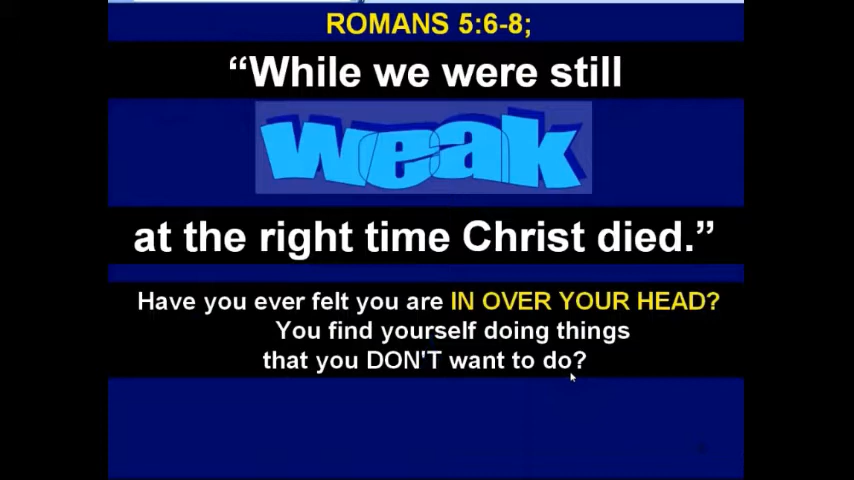 ROMANS 5:6-8;
“While we were still
weak
at the right time Christ died.”
Have you ever felt you are IN OVER YOUR HEAD?
You find yourself doing things
that you DON'T want to do?